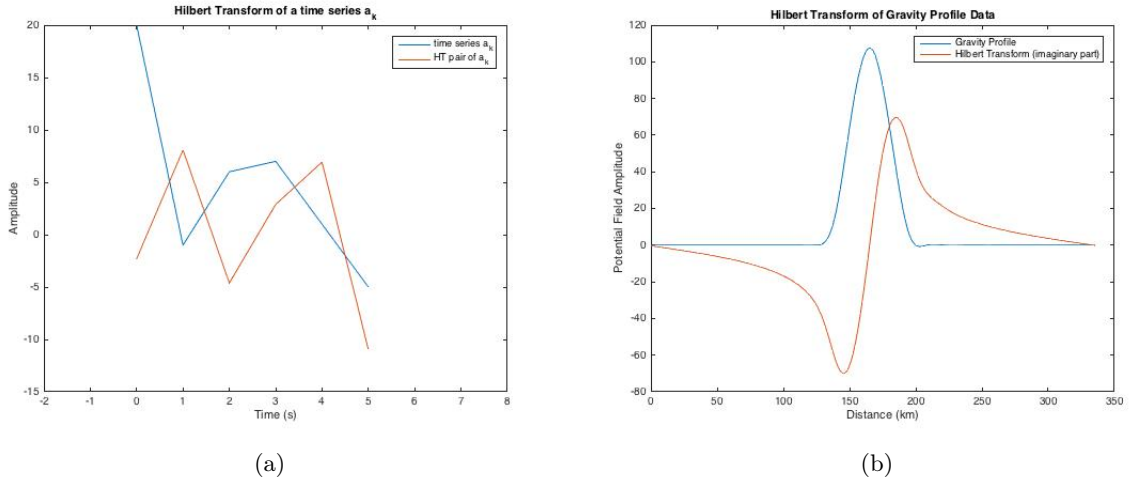 Hilbert Transform of a time series a_k
time series a_k
HT pair of a_k
20
15
10
5
0
-5
-10
-15
Amplitude
-2 -1 0 1 2 3 4 5 6 7 8
Time (s)
(a)
Hilbert Transform of Gravity Profile Data
Gravity Profile
Hilbert Transform (imaginary part)
120
100
80
60
40
20
0
-20
-40
-60
-80
Potential Field Amplitude
0 50 100 150 200 250 300 350
Distance (km)
(b)